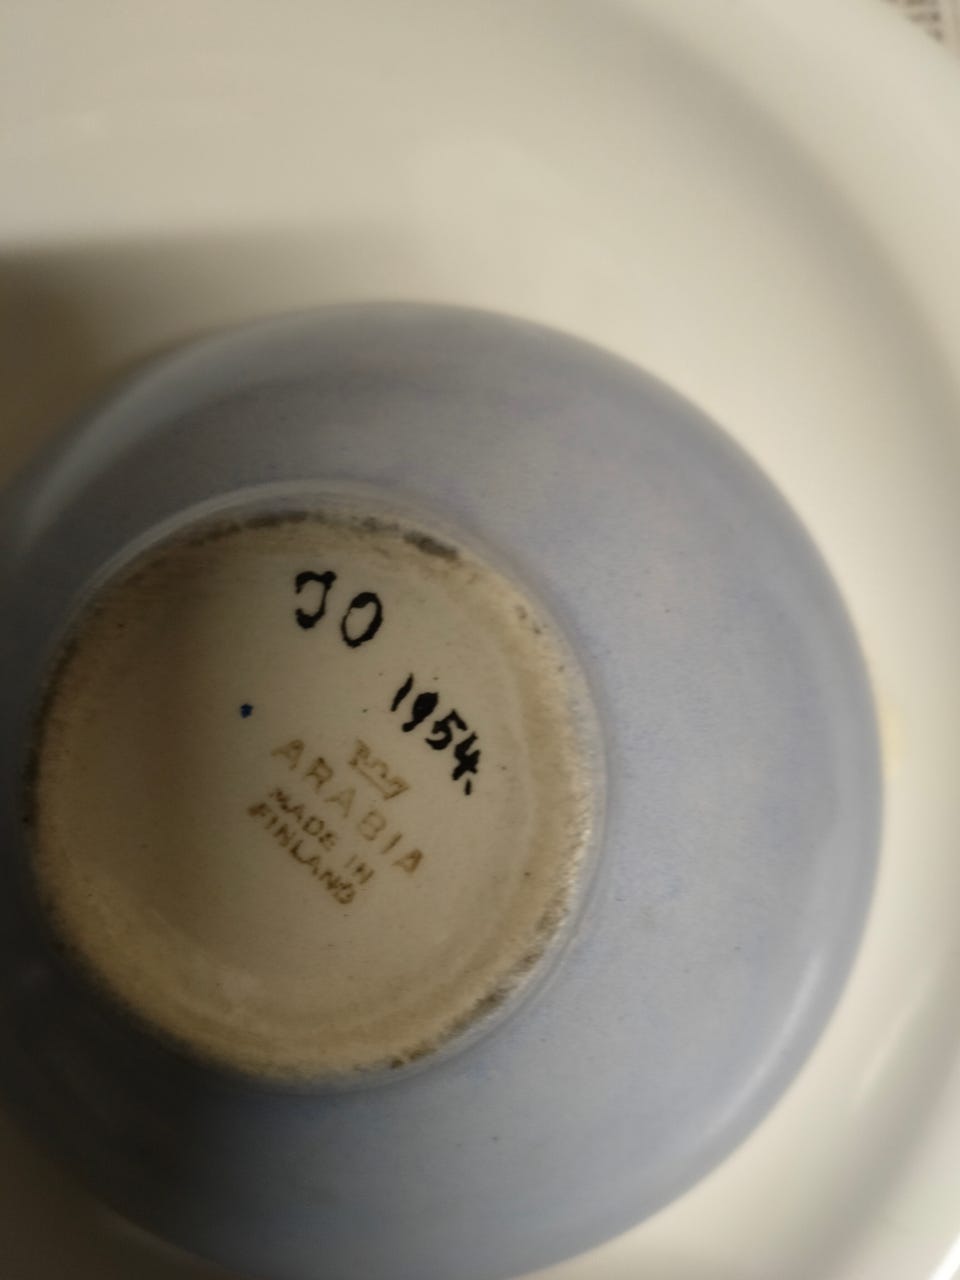 JO
1954.
ARABIA
MADE IN
FINLAND